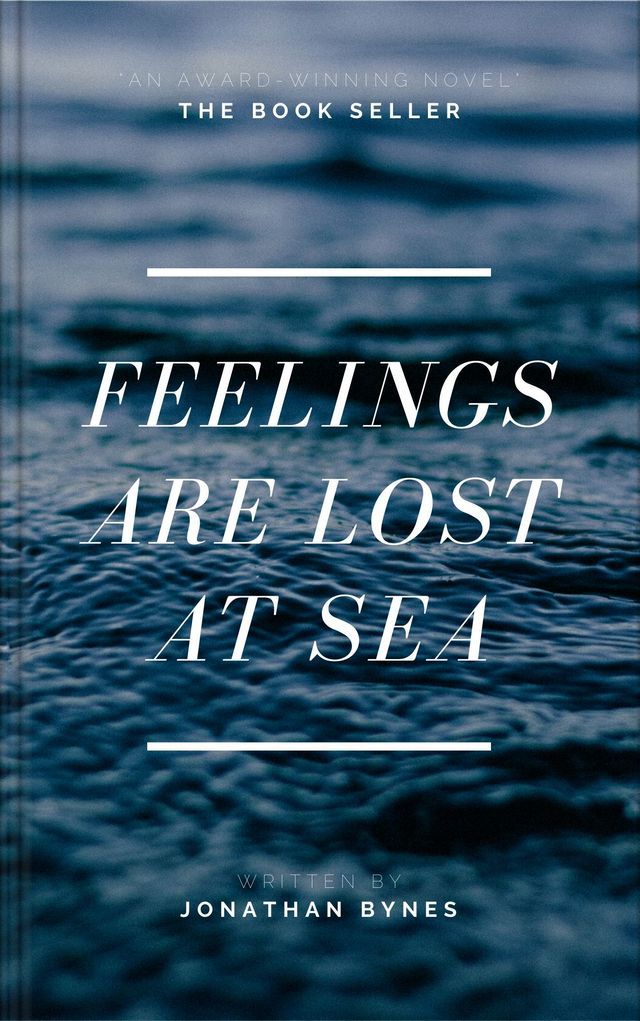 "AN AWARD-WINNING NOVEL"
THE BOOK SELLER
FEELINGS
ARE LOST
AT SEA
WRITTEN BY
JONATHAN BYNES